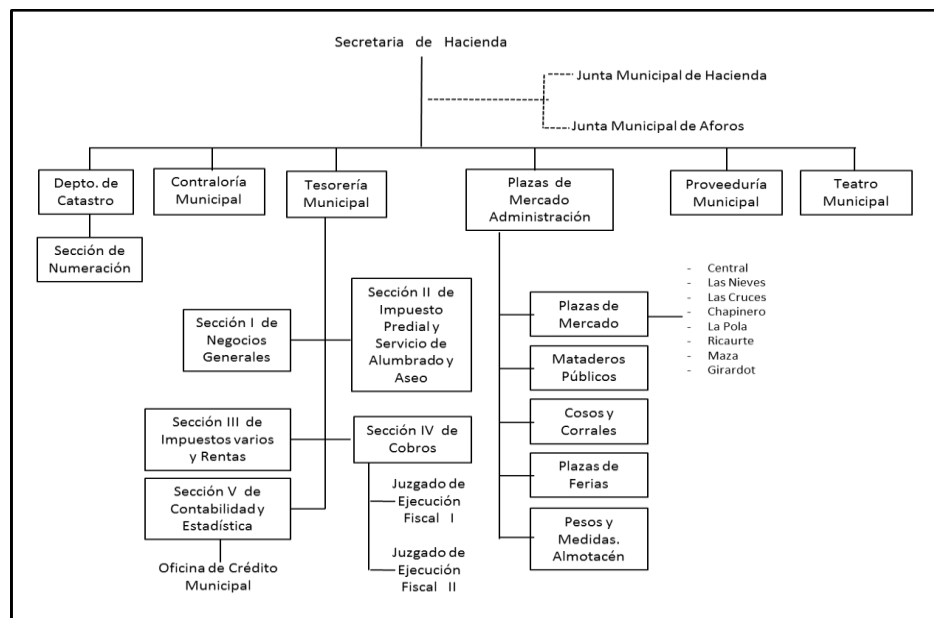 Secretaria de Hacienda
Junta Municipal de Hacienda
Junta Municipal de Aforos
Depto. de
Catastro
Contraloría
Municipal
Tesorería
Municipal
Plazas de
Mercado
Administración
Proveeduría
Municipal
Teatro
Municipal
Sección de
Numeración
Sección I de
Negocios
Generales
Sección II de
Impuesto
Predial y
Servicio de
Alumbrado y
Aseo
Sección III de
Impuestos varios
y Rentas
Sección IV de
Cobros
Sección V de
Contabilidad y
Estadística
Oficina de Crédito
Municipal
Juzgado de
Ejecución
Fiscal I
Juzgado de
Ejecución
Fiscal II
Plazas de
Mercado
- Central
- Las Nieves
- Las Cruces
- Chapinero
- La Pola
- Ricaurte
- Maza
- Girardot
Mataderos
Públicos
Cosos y
Corrales
Plazas de
Ferias
Pesos y
Medidas.
Almotacén